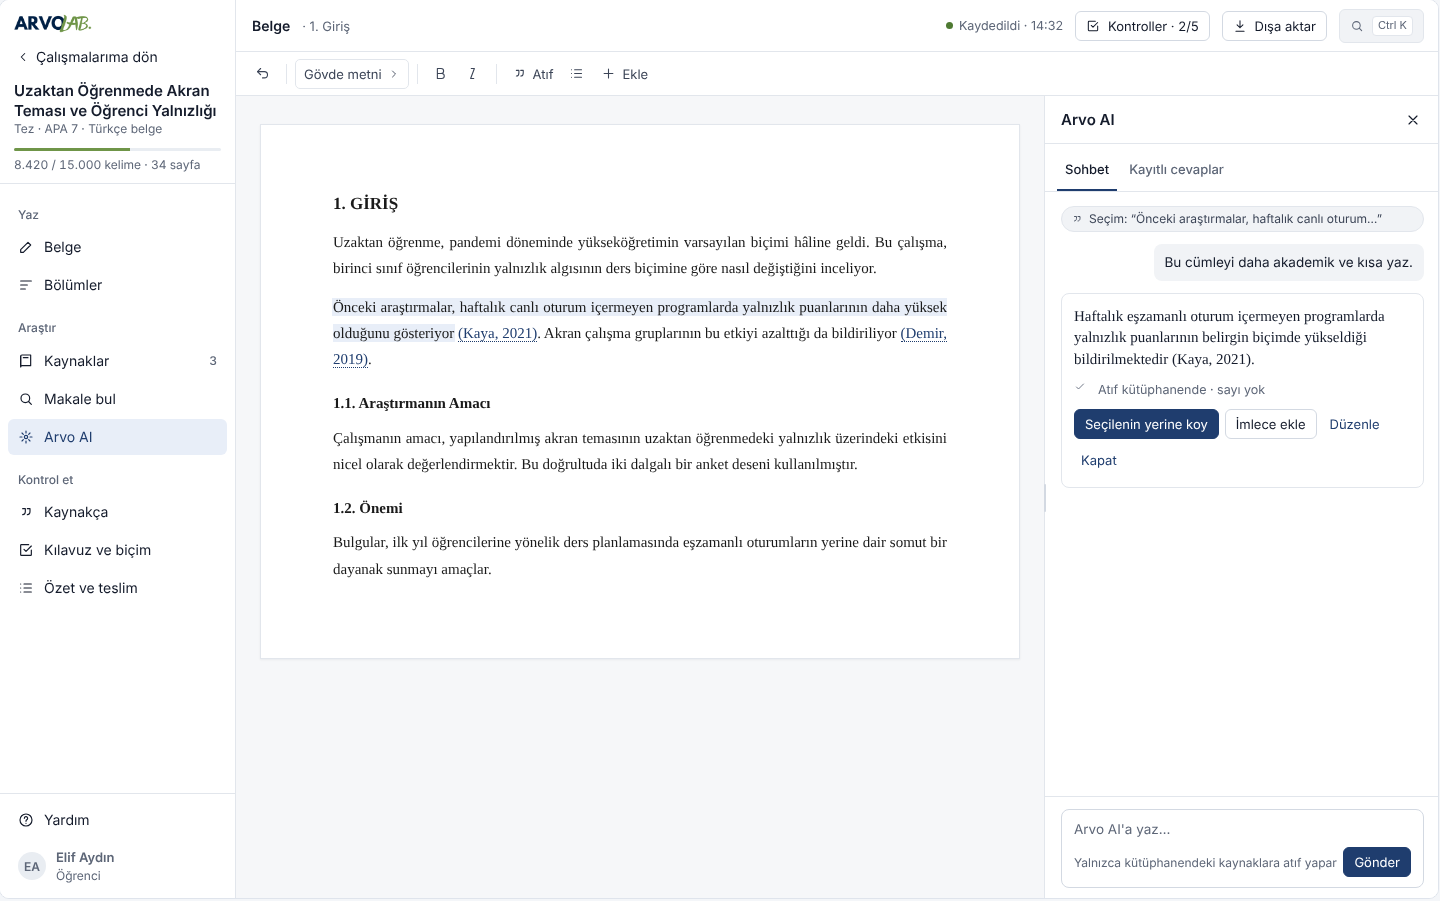 ARVOLAB.
Çalışmalarıma dön
Uzaktan Öğrenmede Akran
Teması ve Öğrenci Yalnızlığı
Tez · APA 7 · Türkçe belge
8.420 / 15.000 kelime · 34 sayfa
Yaz
Belge
Bölümler
Araştır
Kaynaklar 3
Makale bul
Arvo AI
Kontrol et
Kaynakça
Kılavuz ve biçim
Özet ve teslim
Yardım
EA
Elif Aydın
Öğrenci
Belge · 1. Giriş
Kaydedildi · 14:32
Kontroller · 2/5
Dışa aktar
Ctrl K
Gövde metni
B
I
Atıf
Ekle
1. GİRİŞ
Uzaktan öğrenme, pandemi döneminde yükseköğretimin varsayılan biçimi hâline geldi. Bu çalışma,
birinci sınıf öğrencilerinin yalnızlık algısının ders biçimine göre nasıl değiştiğini inceliyor.
Önceki araştırmalar, haftalık canlı oturum içermeyen programlarda yalnızlık puanlarının daha yüksek
olduğunu gösteriyor (Kaya, 2021). Akran çalışma gruplarının bu etkiyi azalttığı da bildiriliyor (Demir,
2019).
1.1. Araştırmanın Amacı
Çalışmanın amacı, yapılandırılmış akran temasının uzaktan öğrenmedeki yalnızlık üzerindeki etkisini
nicel olarak değerlendirmektir. Bu doğrultuda iki dalgalı bir anket deseni kullanılmıştır.
1.2. Önemi
Bulgular, ilk yıl öğrencilerine yönelik ders planlamasında eşzamanlı oturumların yerine dair somut bir
dayanak sunmayı amaçlar.
Arvo AI
Sohbet
Kayıtlı cevaplar
Seçim: “Önceki araştırmalar, haftalık canlı oturum…”
Bu cümleyi daha akademik ve kısa yaz.
Haftalık eşzamanlı oturum içermeyen programlarda
yalnızlık puanlarının belirgin biçimde yükseldiği
bildirilmektedir (Kaya, 2021).
Atıf kütüphanende · sayı yok
Seçilenin yerine koy
İmlece ekle
Düzenle
Kapat
Arvo AI'a yaz…
Yalnızca kütüphanendeki kaynaklara atıf yapar
Gönder